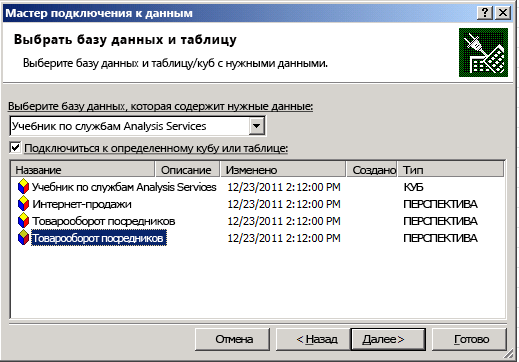 Мастер подключения к данным
Выбрать базу данных и таблицу
Выберите базу данных и таблицу/куб с нужными данными.
Выберите базу данных, которая содержит нужные данные:
Учебник по службам Analysis Services
Подключиться к определенному кубу или таблице:
Название Описание Изменено Создано Тип
Учебник по службам Analysis Services 12/23/2011 2:12:00 PM КУБ
Интернет-продажи 12/23/2011 2:12:00 PM ПЕРСПЕКТИВА
Товарооборот посредников 12/23/2011 2:12:00 PM ПЕРСПЕКТИВА
Товарооборот посредников 12/23/2011 2:12:00 PM ПЕРСПЕКТИВА
Отмена < Назад Далее > Готово